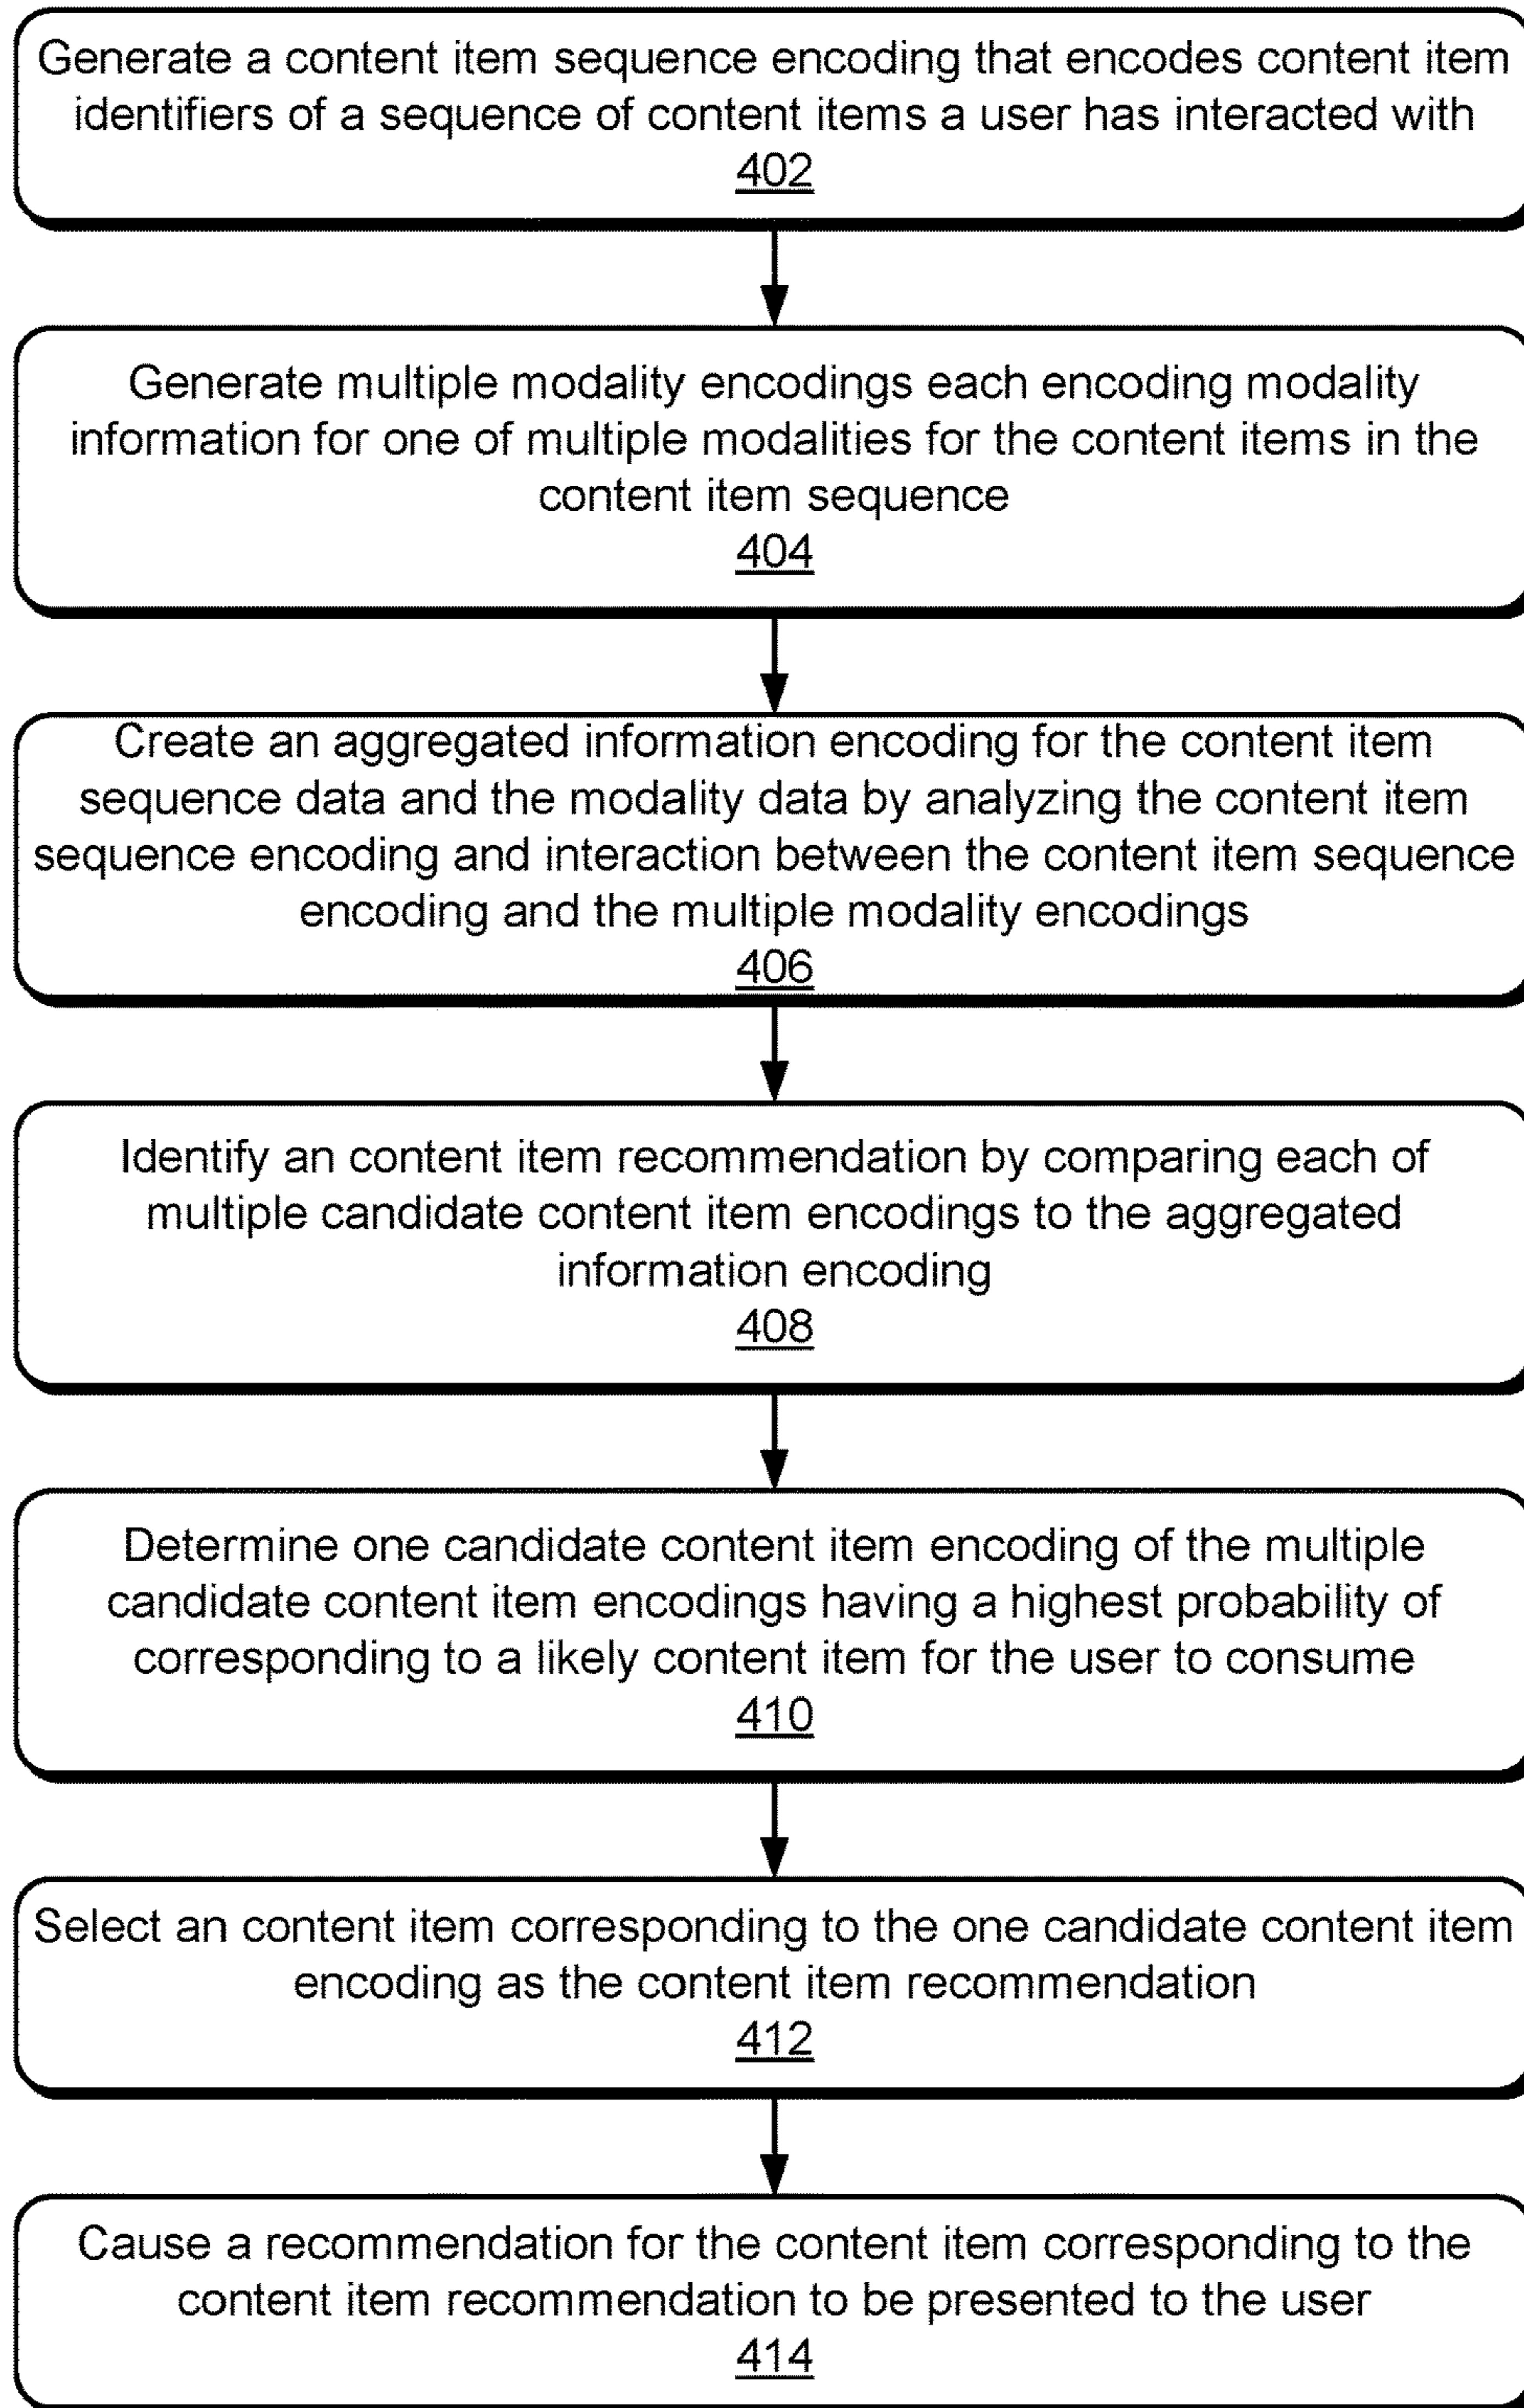 Generate a content item sequence encoding that encodes content item
identifiers of a sequence of content items a user has interacted with
402
Generate multiple modality encodings each encoding modality
information for one of multiple modalities for the content items in the
content item sequence
404
Create an aggregated information encoding for the content item
sequence data and the modality data by analyzing the content item
sequence encoding and interaction between the content item sequence
encoding and the multiple modality encodings
406
Identify an content item recommendation by comparing each of
multiple candidate content item encodings to the aggregated
information encoding
408
Determine one candidate content item encoding of the multiple
candidate content item encodings having a highest probability of
corresponding to a likely content item for the user to consume
410
Select an content item corresponding to the one candidate content item
encoding as the content item recommendation
412
Cause a recommendation for the content item corresponding to the
content item recommendation to be presented to the user
414